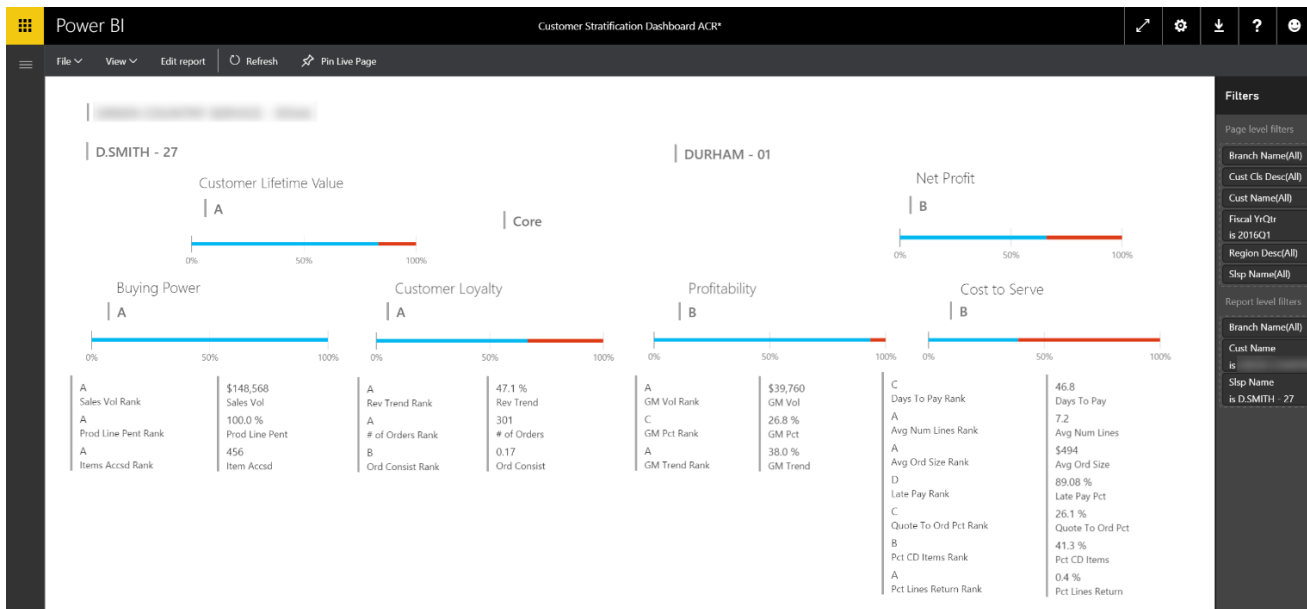 Power BI
Customer Stratification Dashboard ACR*
File View Edit report Refresh Pin Live Page
D.SMITH - 27
DURHAM - 01
Customer Lifetime Value
A
0% 50% 100%
Core
Net Profit
B
0% 50% 100%
Buying Power
A
0% 50% 100%
Customer Loyalty
A
0% 50% 100%
Profitability
B
0% 50% 100%
Cost to Serve
B
0% 50% 100%
A
Sales Vol Rank
A
Prod Line Pent Rank
A
Items Accsd Rank
$148,568
Sales Vol
100.0 %
Prod Line Pent
456
Item Accsd
A
Rev Trend Rank
A
# of Orders Rank
B
Ord Consist Rank
47.1 %
Rev Trend
301
# of Orders
0.17
Ord Consist
A
GM Vol Rank
C
GM Pct Rank
A
GM Trend Rank
$39,760
GM Vol
26.8 %
GM Pct
38.0 %
GM Trend
C
Days To Pay Rank
A
Avg Num Lines Rank
A
Avg Ord Size Rank
D
Late Pay Rank
C
Quote To Ord Pct Rank
B
Pct CD Items Rank
A
Pct Lines Return Rank
46.8
Days To Pay
7.2
Avg Num Lines
$494
Avg Ord Size
89.08 %
Late Pay Pct
26.1 %
Quote To Ord Pct
41.3 %
Pct CD Items
0.4 %
Pct Lines Return
Filters
Page level filters
Branch Name(All)
Cust Cls Desc(All)
Cust Name(All)
Fiscal YrQtr
is 2016Q1
Region Desc(All)
Slsp Name(All)
Report level filters
Branch Name(All)
Cust Name
is
Slsp Name
is D.SMITH - 27